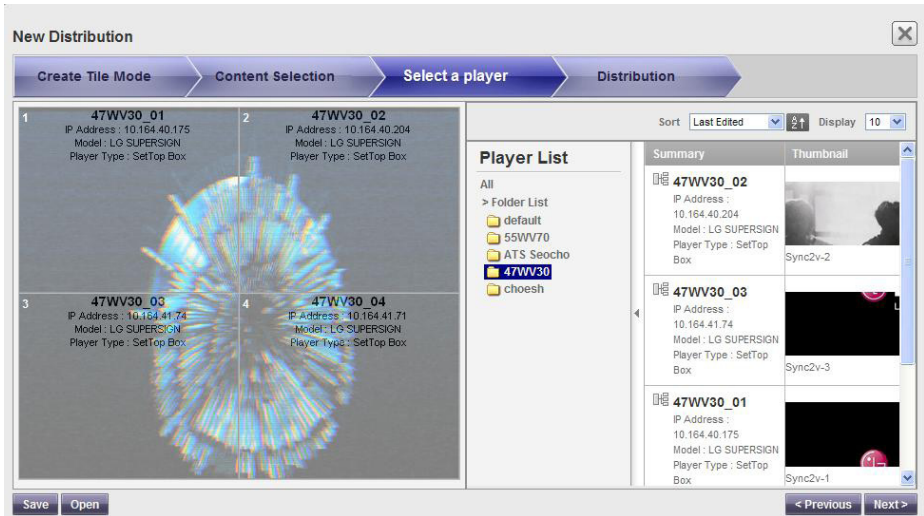 New Distribution
Create Tile Mode
Content Selection
Select a player
Distribution
1
47WV30_01
IP Address : 10.164.40.175
Model : LG SUPERSIGN
Player Type : SetTop Box
2
47WV30_02
IP Address : 10.164.40.204
Model : LG SUPERSIGN
Player Type : SetTop Box
3
47WV30_03
IP Address : 10.164.41.74
Model : LG SUPERSIGN
Player Type : SetTop Box
4
47WV30_04
IP Address : 10.164.41.71
Model : LG SUPERSIGN
Player Type : SetTop Box
Sort
Last Edited
Display
10
Player List
All
> Folder List
default
55WV70
ATS Seocho
47WV30
choesh
Summary
Thumbnail
47WV30_02
IP Address :
10.164.40.204
Model : LG SUPERSIGN
Player Type : SetTop
Box
Sync2v-2
47WV30_03
IP Address :
10.164.41.74
Model : LG SUPERSIGN
Player Type : SetTop
Box
Sync2v-3
47WV30_01
IP Address :
10.164.40.175
Model : LG SUPERSIGN
Player Type : SetTop
Box
Sync2v-1
Save
Open
< Previous
Next >